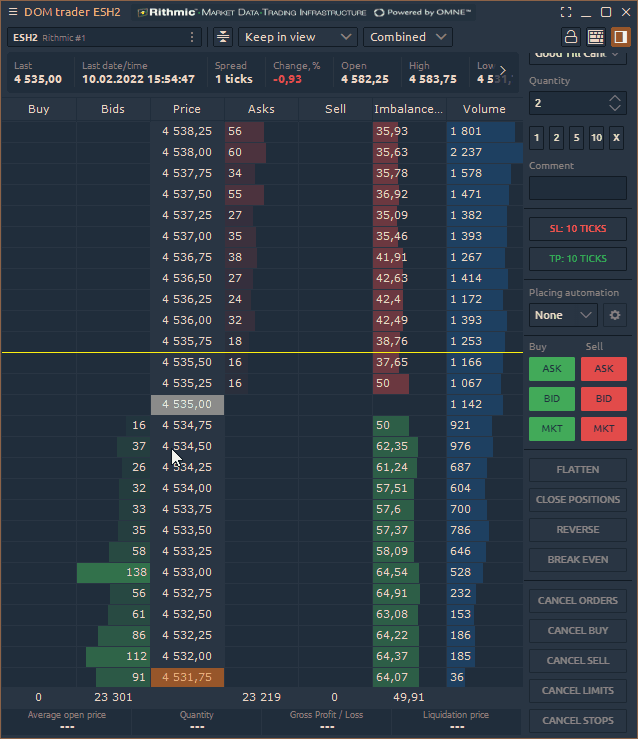 DOM trader ESH2 Rithmic - MARKET DATA-TRADING INFRASTRUCTURE Powered by OMNE™
ESH2 Rithmic #1 Keep in view Combined
Last Last date/time Spread Change, % Open High Low
4 535,00 10.02.2022 15:54:47 1 ticks -0,93 4 582,25 4 583,75
Quantity
2
1 2 5 10 X
Comment
SL: 10 TICKS
TP: 10 TICKS
Placing automation
None
Buy Sell
ASK ASK
BID BID
MKT MKT
FLATTEN
CLOSE POSITIONS
REVERSE
BREAK EVEN
CANCEL ORDERS
CANCEL BUY
CANCEL SELL
CANCEL LIMITS
CANCEL STOPS
Buy Bids Price Asks Sell Imbalance... Volume
4 538,25 56 35,93 1 801
4 538,00 60 35,63 2 237
4 537,75 34 35,78 1 578
4 537,50 55 36,92 1 471
4 537,25 27 35,09 1 382
4 537,00 35 35,46 1 393
4 536,75 38 41,91 1 267
4 536,50 27 42,63 1 414
4 536,25 24 42,4 1 172
4 536,00 32 42,49 1 393
4 535,75 18 38,76 1 253
4 535,50 16 37,65 1 166
4 535,25 16 50 1 067
4 535,00 1 142
16 4 534,75 50 921
37 4 534,50 62,35 976
26 4 534,25 61,24 687
32 4 534,00 57,51 604
33 4 533,75 57,6 700
35 4 533,50 57,37 786
58 4 533,25 58,09 646
138 4 533,00 64,54 528
56 4 532,75 64,91 232
61 4 532,50 63,08 153
86 4 532,25 64,22 186
112 4 532,00 64,37 185
91 4 531,75 64,07 36
0 23 301 23 219 0 49,91
Average open price Quantity Gross Profit / Loss Liquidation price
--- --- --- ---